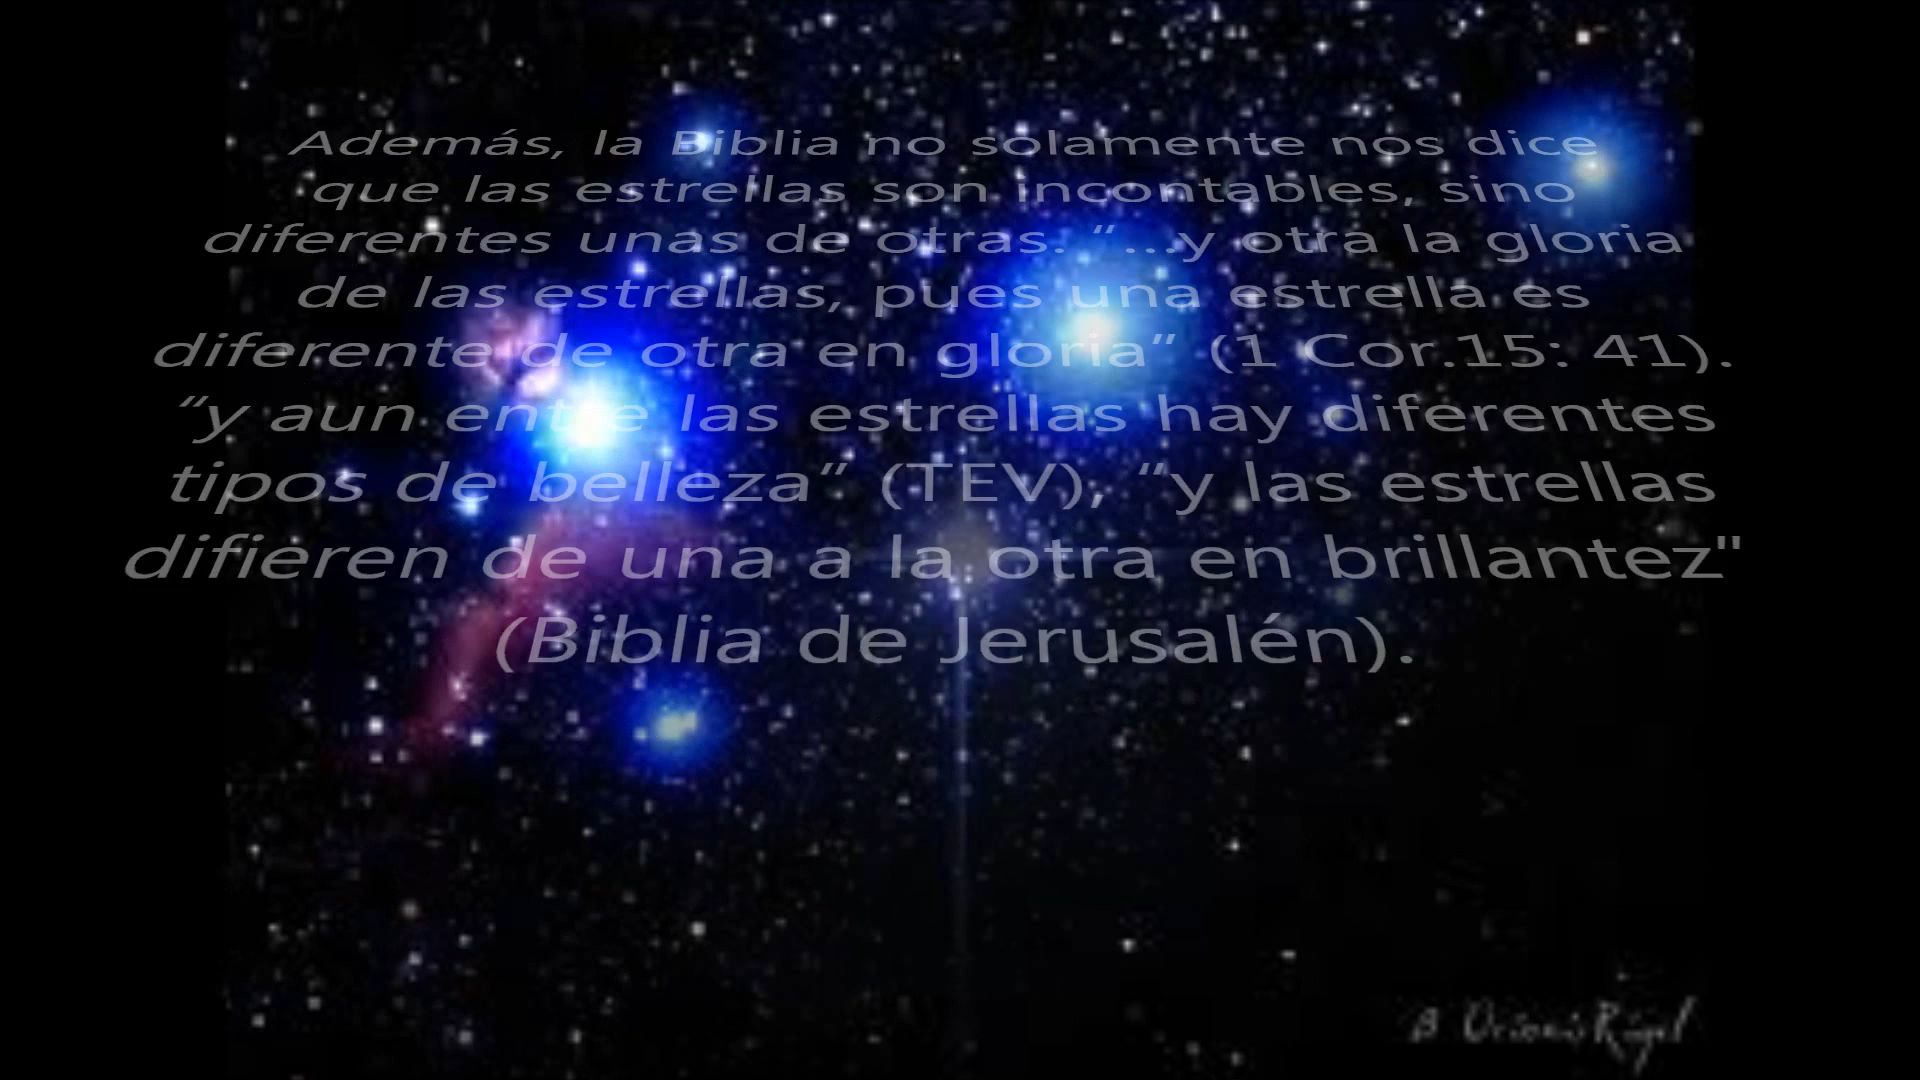 Además, la Biblia no solamente nos dice
que las estrellas son incontables, sino
diferentes unas de otras. “...y otra la gloria
de las estrellas, pues una estrella es
diferente de otra en gloria” (1 Cor.15: 41).
“y aun entre las estrellas hay diferentes
tipos de belleza” (TEV), “y las estrellas
difieren de una a la otra en brillantez"
(Biblia de Jerusalén).
B Orionis Rigel